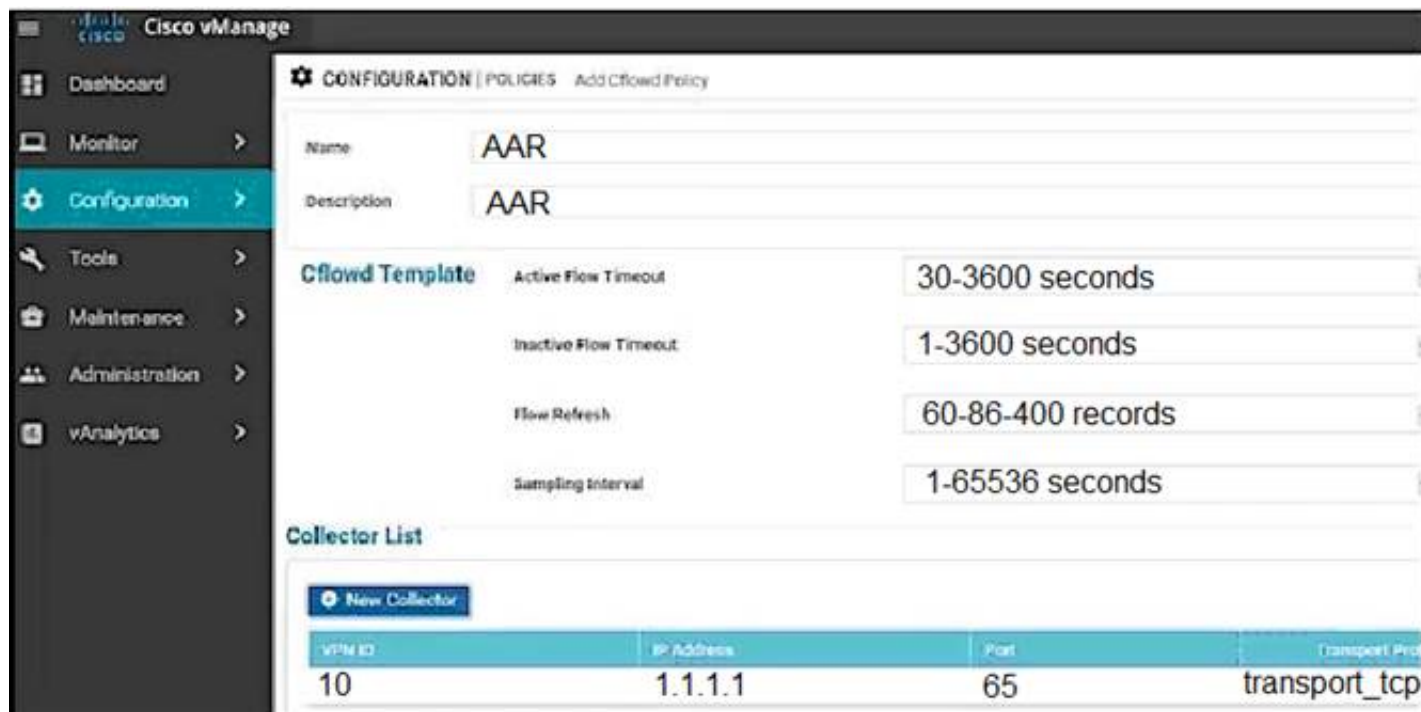 CISCO Cisco vManage
Dashboard
Monitor
Configuration
Tools
Maintenance
Administration
vAnalytics
CONFIGURATION | POLICIES Add Cflowd Policy
Name AAR
Description AAR
Cflowd Template
Active Flow Timeout 30-3600 seconds
Inactive Flow Timeout 1-3600 seconds
Flow Refresh 60-86-400 records
Sampling Interval 1-65536 seconds
Collector List
New Collector
VPN ID IP Address Port Transport Prot
10 1.1.1.1 65 transport_tcp